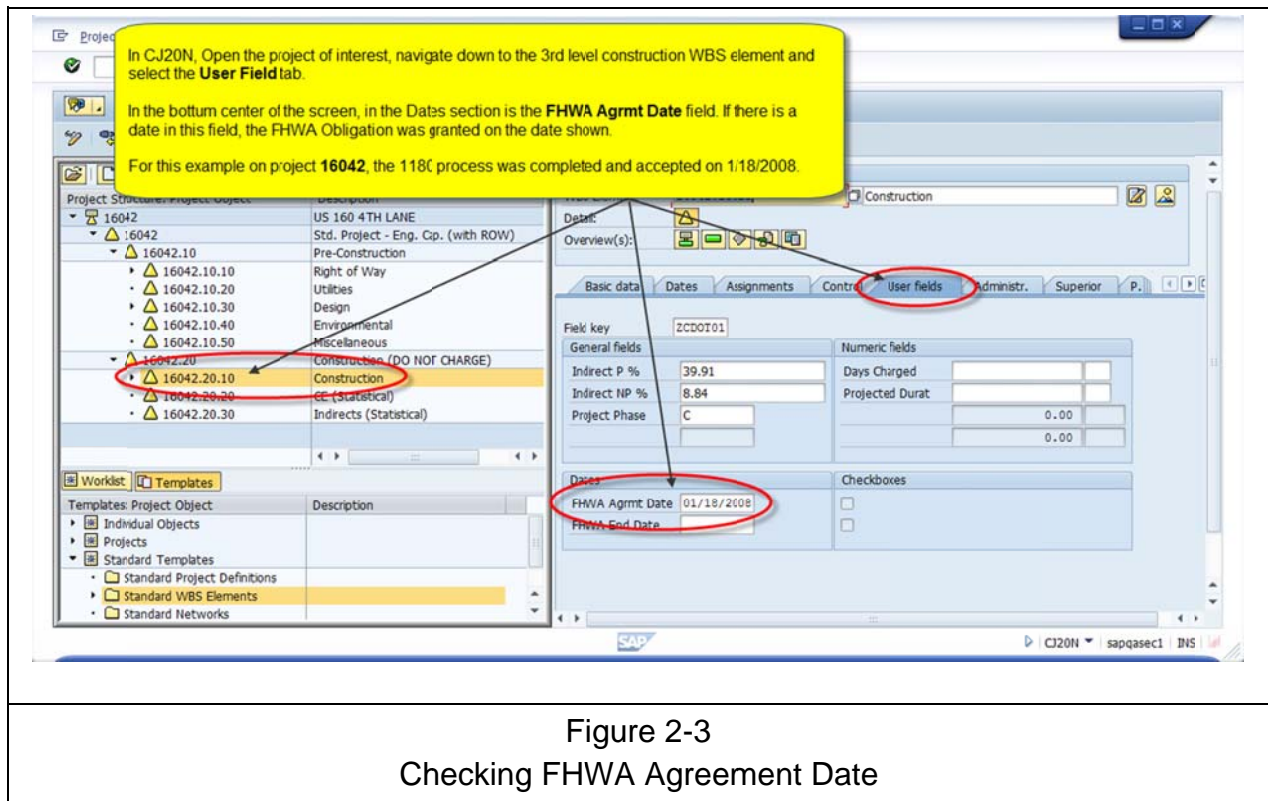 Projec
In CJ20N, Open the project of interest, navigate down to the 3rd level construction WBS element and
select the User Field tab.
In the bottum center of the screen, in the Dates section is the FHWA Agrmt Date field. If there is a
date in this field, the FHWA Obligation was granted on the date shown.
For this example on project 16042, the 1180 process was completed and accepted on 1/18/2008.
Project Structure: Project Object Description
16042 US 160 4TH LANE
16042 Std. Project - Eng. Cap. (with ROW)
16042.10 Pre-Construction
16042.10.10 Right of Way
16042.10.20 Utilities
16042.10.30 Design
16042.10.40 Environmental
16042.10.50 Miscellaneous
16042.20 Construction (DO NOT CHARGE)
16042.20.10 Construction
16042.20.20 CE (Statistical)
16042.20.30 Indirects (Statistical)
Worklist Templates
Templates: Project Object Description
Individual Objects
Projects
Standard Templates
Standard Project Definitions
Standard WBS Elements
Standard Networks
Construction
Detail:
Overview(s):
Basic data Dates Assignments Control User fields Administr. Superior P.
Field key ZCDOT01
General fields Numeric fields
Indirect P % 39.91 Days Charged
Indirect NP % 8.84 Projected Durat
Project Phase C 0.00
0.00
Dates Checkboxes
FHWA Agrmt Date 01/18/2008
FHWA End Date
SAP CJ20N sapqasec1 INS
Figure 2-3
Checking FHWA Agreement Date